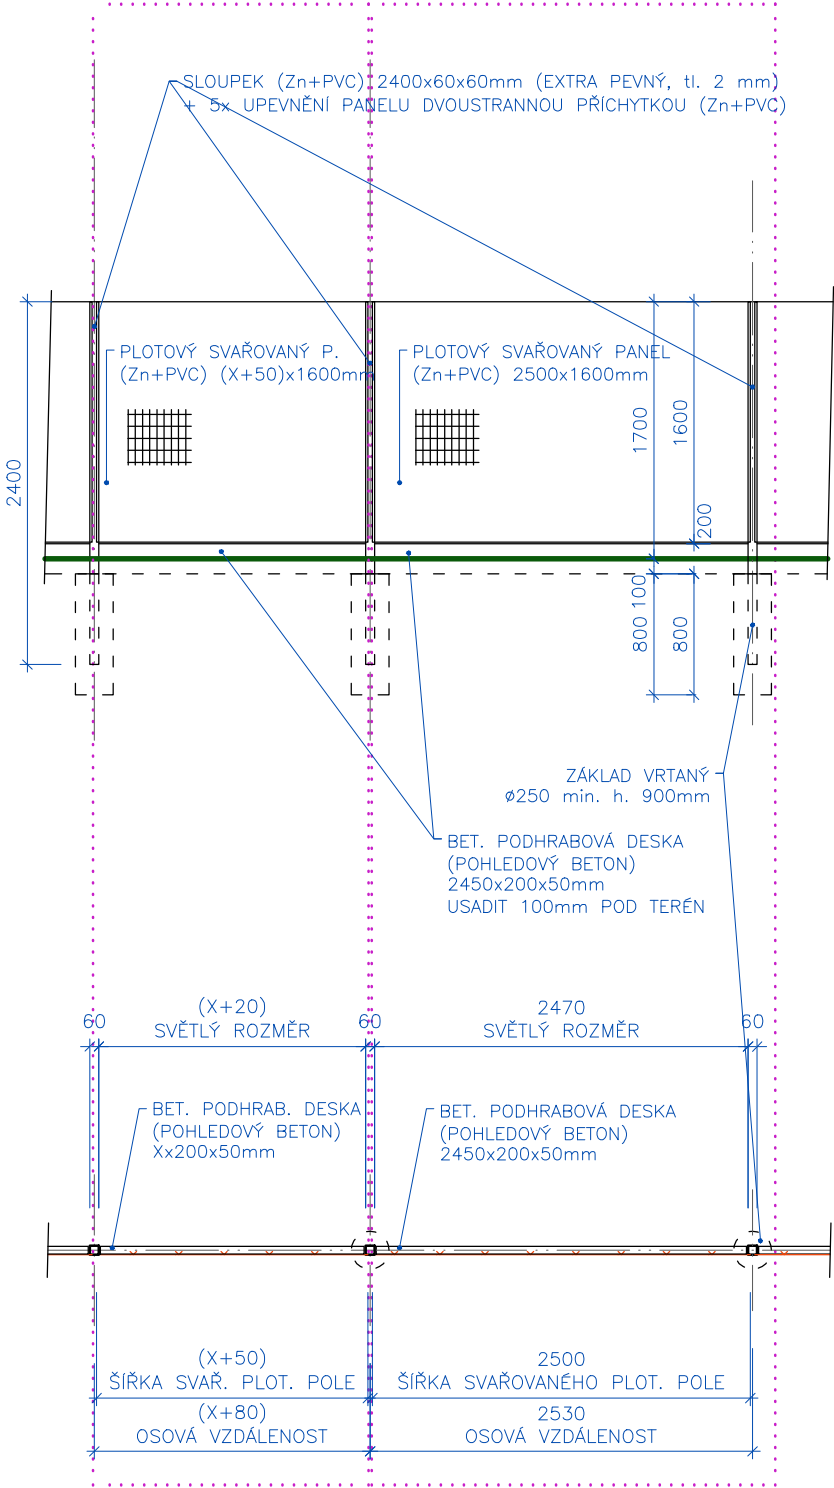 SLOUPEK (Zn+PVC) 2400x60x60mm (EXTRA PEVNÝ, tl. 2 mm)
+ 5x UPEVNĚNÍ PANELU DVOUSTRANNOU PŘÍCHYTKOU (Zn+PVC)
PLOTOVÝ SVAŘOVANÝ P.
(Zn+PVC) (X+50)x1600mm
PLOTOVÝ SVAŘOVANÝ PANEL
(Zn+PVC) 2500x1600mm
2400
1700
1600
200
800 100
800
ZÁKLAD VRTANÝ
ø250 min. h. 900mm
BET. PODHRABOVÁ DESKA
(POHLEDOVÝ BETON)
2450x200x50mm
USADIT 100mm POD TERÉN
60
(X+20)
SVĚTLÝ ROZMĚR
60
2470
SVĚTLÝ ROZMĚR
60
BET. PODHRAB. DESKA
(POHLEDOVÝ BETON)
Xx200x50mm
BET. PODHRABOVÁ DESKA
(POHLEDOVÝ BETON)
2450x200x50mm
(X+50)
ŠÍŘKA SVAŘ. PLOT. POLE
2500
ŠÍŘKA SVAŘOVANÉHO PLOT. POLE
(X+80)
OSOVÁ VZDÁLENOST
2530
OSOVÁ VZDÁLENOST